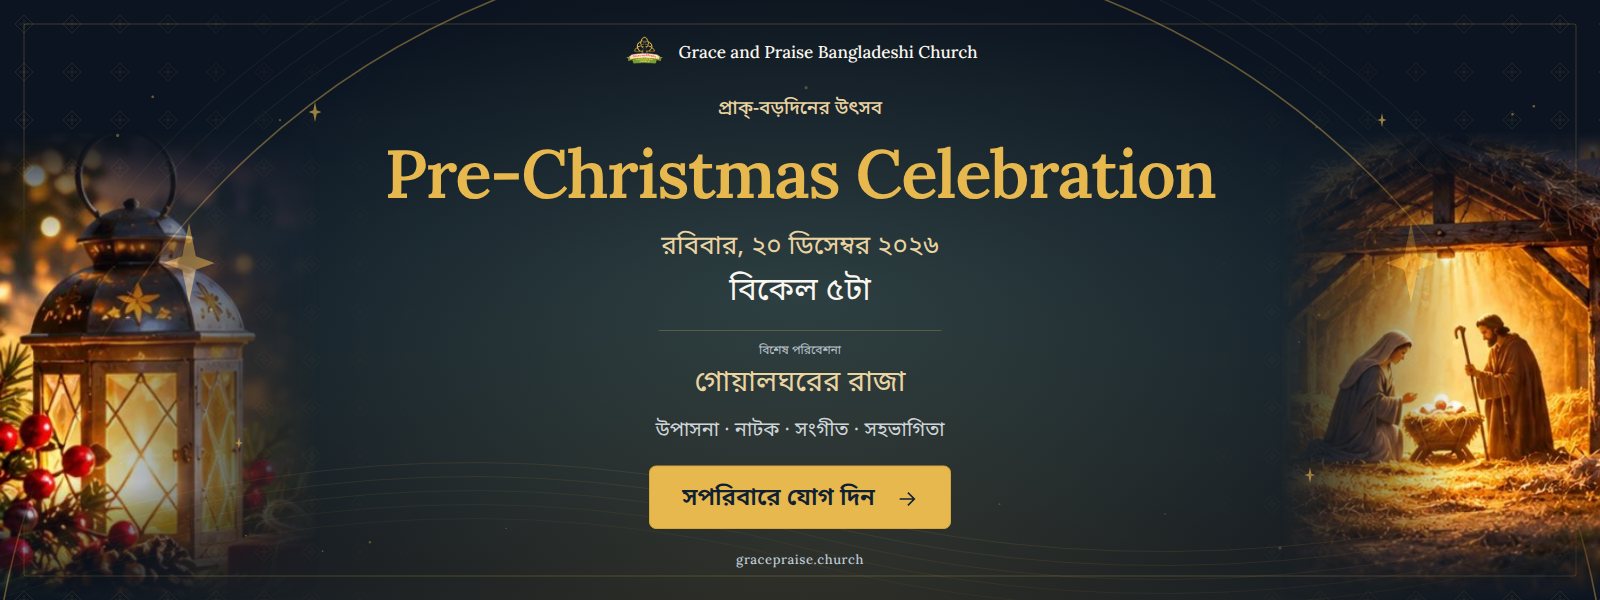 Grace and Praise Bangladeshi Church
প্রাক্-বড়দিনের উৎসব
Pre-Christmas Celebration
রবিবার, ২০ ডিসেম্বর ২০২৬
বিকেল ৫টা
বিশেষ পরিবেশনা
গোয়ালঘরের রাজা
উপাসনা · নাটক · সংগীত · সহভাগিতা
সপরিবারে যোগ দিন →
gracepraise.church